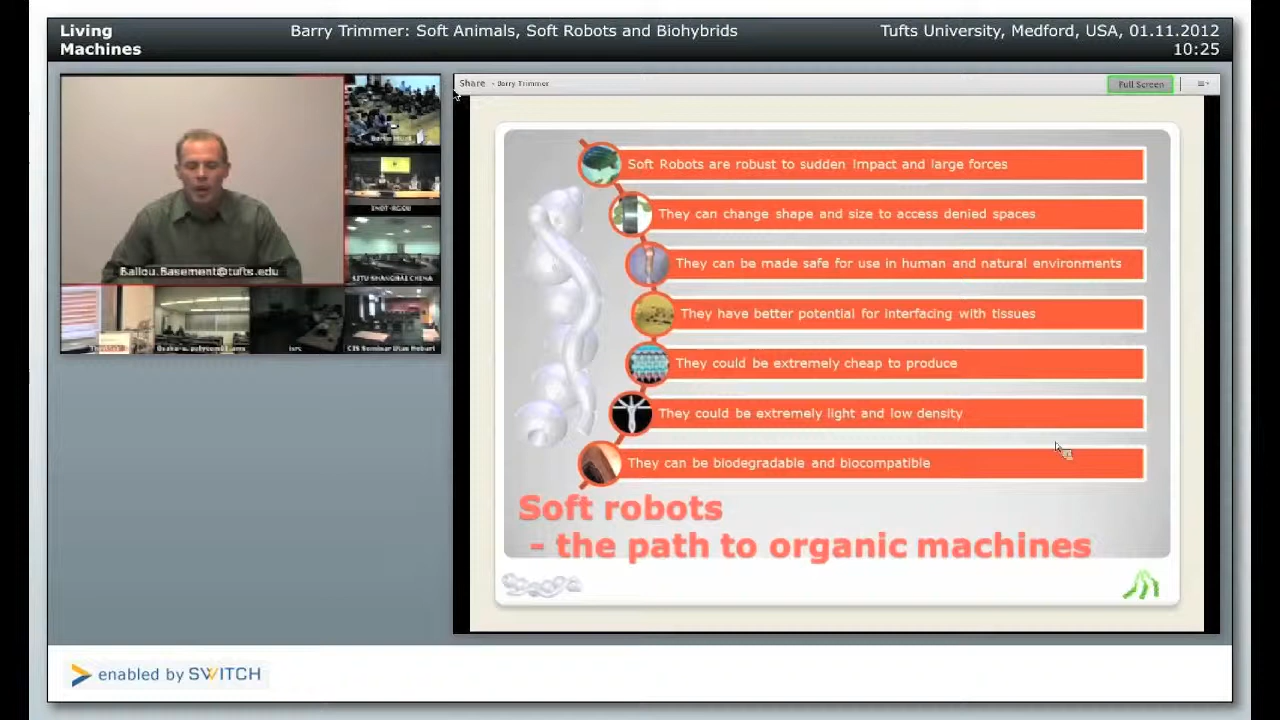 Living
Machines
Barry Trimmer: Soft Animals, Soft Robots and Biohybrids
Tufts University, Medford, USA, 01.11.2012
10:25
Share - Barry Trimmer
Full Screen
Ballou.Basement@tufts.edu
SJTU SHANGHAI CHINA
Soft Robots are robust to sudden impact and large forces
They can change shape and size to access denied spaces
They can be made safe for use in human and natural environments
They have better potential for interfacing with tissues
They could be extremely cheap to produce
They could be extremely light and low density
They can be biodegradable and biocompatible
Soft robots
- the path to organic machines
enabled by SWITCH